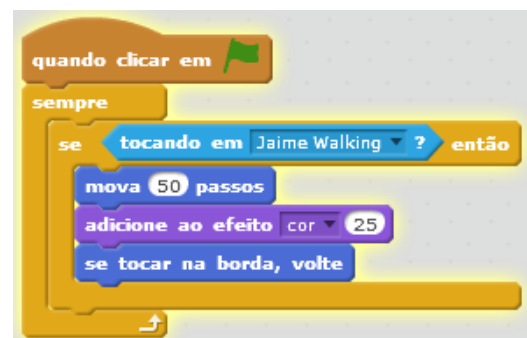 quando clicar em
sempre
se tocando em Jaime Walking ? então
mova 50 passos
adicione ao efeito cor 25
se tocar na borda, volte